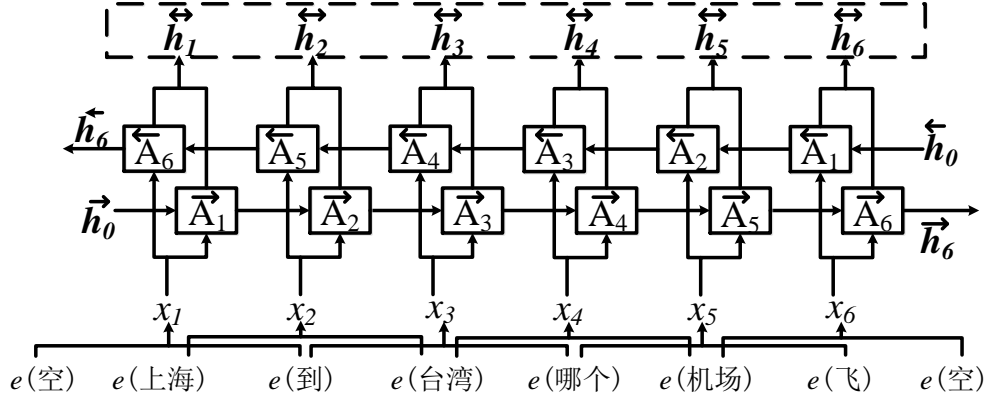 h₁ h₂ h₃ h₄ h₅ h₆
h₆ A₆ A₅ A₄ A₃ A₂ A₁ h₀
h₀ A₁ A₂ A₃ A₄ A₅ A₆ h₆
x₁ x₂ x₃ x₄ x₅ x₆
e(空) e(上海) e(到) e(台湾) e(哪个) e(机场) e(飞) e(空)